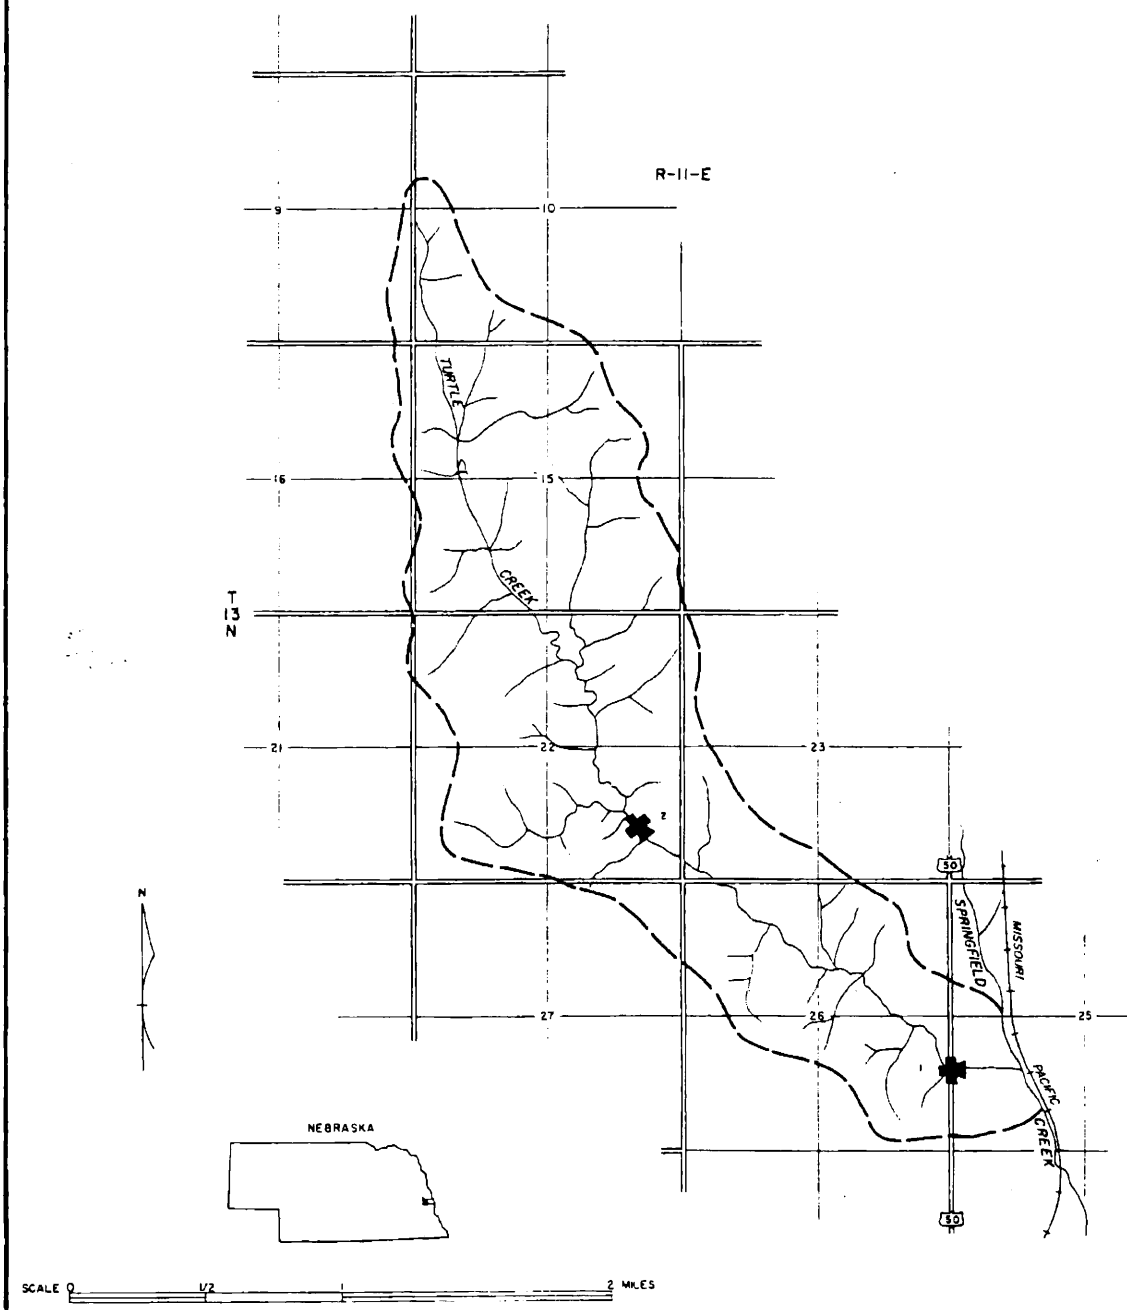 R-11-E
9
10
TURTLE
16
15
CREEK
T
13
N
21
22
23
2
50
N
SPRINGFIELD
MISSOURI
27
26
25
1
PACIFIC
CREEK
NEBRASKA
50
SCALE 0 1/2 1 2 MILES